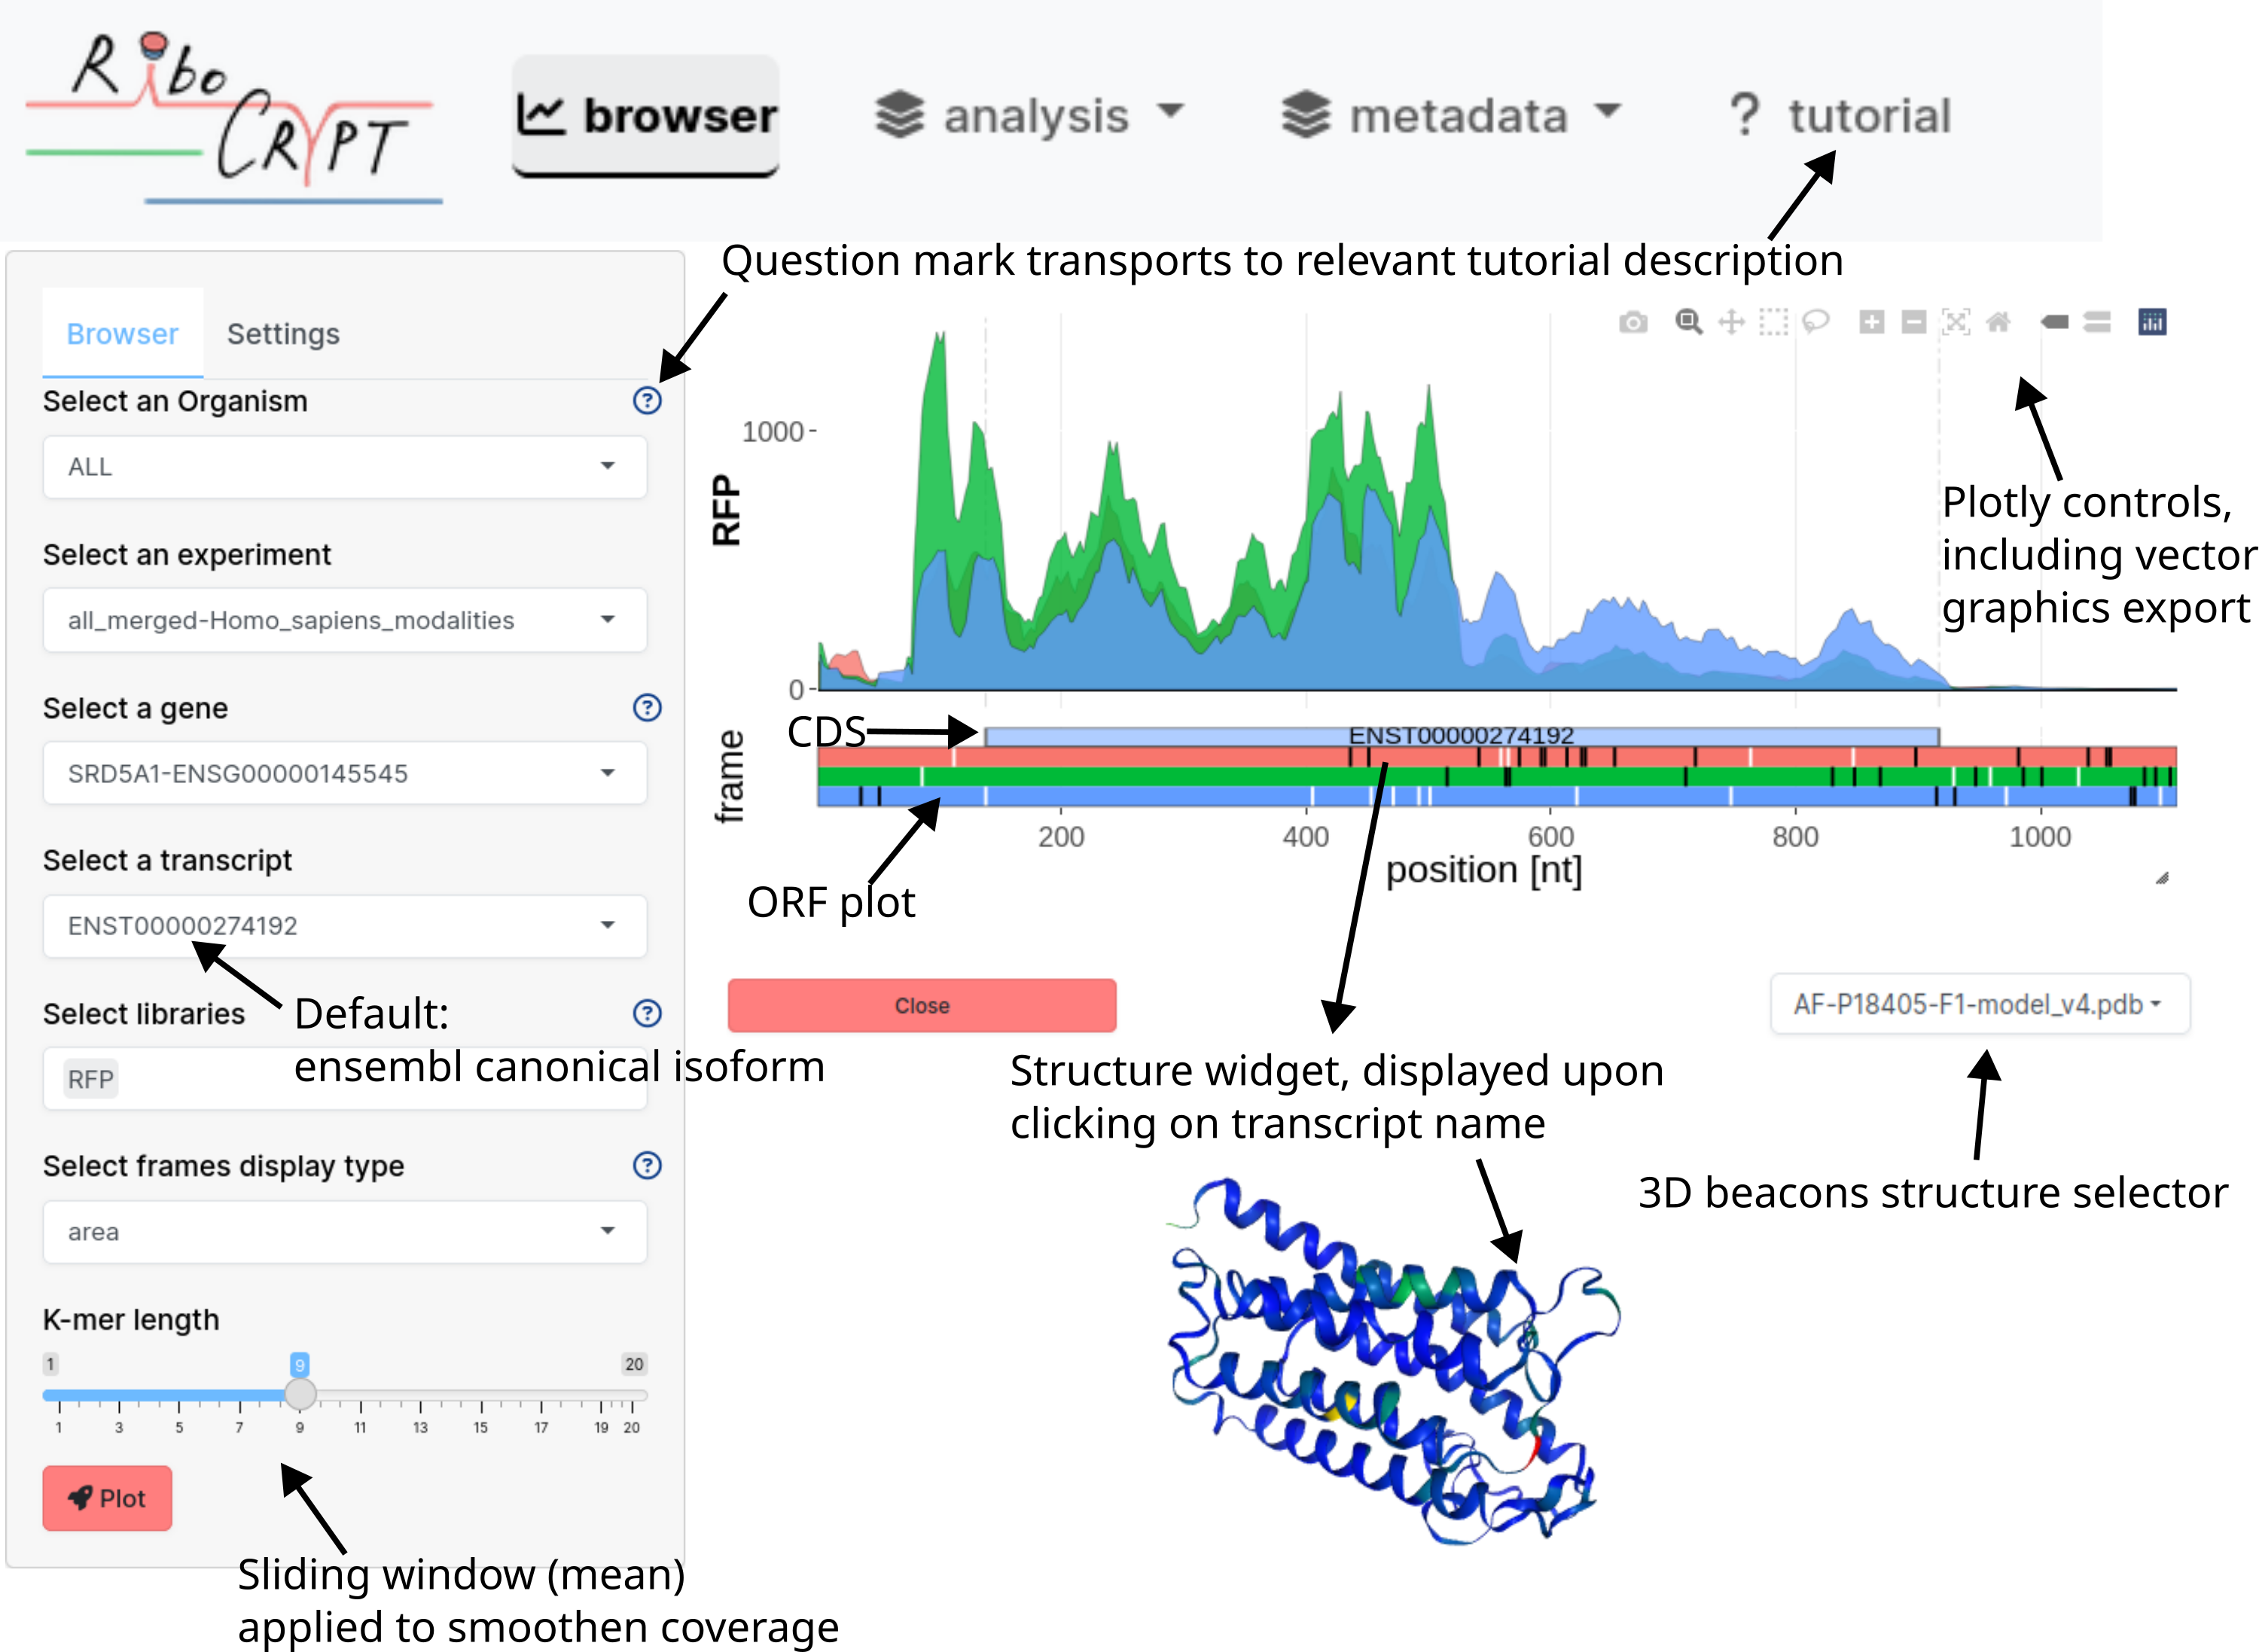 Ribo
CRYPT
browser
analysis
metadata
? tutorial
Question mark transports to relevant tutorial description
Browser
Settings
Select an Organism
?
ALL
Select an experiment
all_merged-Homo_sapiens_modalities
Select a gene
?
SRD5A1-ENSG00000145545
Select a transcript
ENST00000274192
Default:
ensembl canonical isoform
Select libraries
?
RFP
Select frames display type
?
area
K-mer length
1
9
20
1 3 5 7 9 11 13 15 17 19 20
Plot
Sliding window (mean)
applied to smoothen coverage
RFP
1000
0
Plotly controls,
including vector
graphics export
CDS
ENST00000274192
frame
200 400 600 800 1000
position [nt]
ORF plot
Close
AF-P18405-F1-model_v4.pdb
Structure widget, displayed upon
clicking on transcript name
3D beacons structure selector